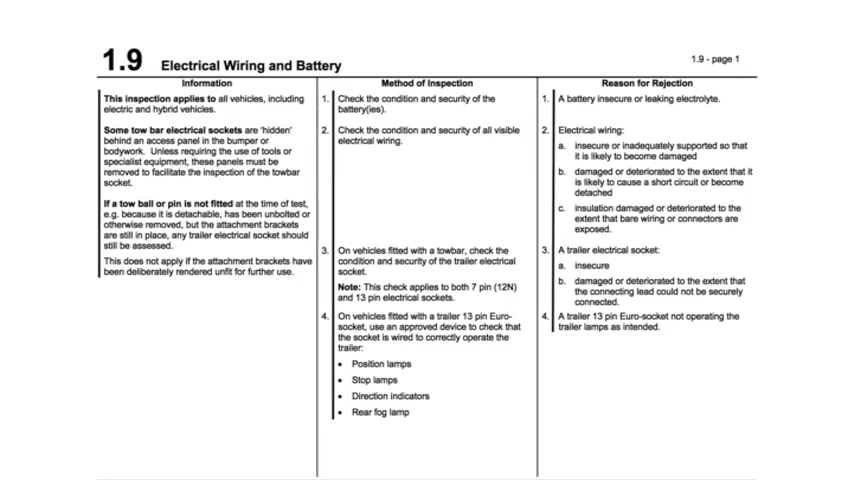 1.9 Electrical Wiring and Battery
1.9 - page 1
Information
This inspection applies to all vehicles, including
electric and hybrid vehicles.
Some tow bar electrical sockets are 'hidden'
behind an access panel in the bumper or
bodywork. Unless requiring the use of tools or
specialist equipment, these panels must be
removed to facilitate the inspection of the towbar
socket.
If a tow ball or pin is not fitted at the time of test,
e.g. because it is detachable, has been unbolted or
otherwise removed, but the attachment brackets
are still in place, any trailer electrical socket should
still be assessed.
This does not apply if the attachment brackets have
been deliberately rendered unfit for further use.
Method of Inspection
1. Check the condition and security of the
battery(ies).
2. Check the condition and security of all visible
electrical wiring.
3. On vehicles fitted with a towbar, check the
condition and security of the trailer electrical
socket.
Note: This check applies to both 7 pin (12N)
and 13 pin electrical sockets.
4. On vehicles fitted with a trailer 13 pin Euro-
socket, use an approved device to check that
the socket is wired to correctly operate the
trailer:
• Position lamps
• Stop lamps
• Direction indicators
• Rear fog lamp
Reason for Rejection
1. A battery insecure or leaking electrolyte.
2. Electrical wiring:
a. insecure or inadequately supported so that
it is likely to become damaged
b. damaged or deteriorated to the extent that it
is likely to cause a short circuit or become
detached
c. insulation damaged or deteriorated to the
extent that bare wiring or connectors are
exposed.
3. A trailer electrical socket:
a. insecure
b. damaged or deteriorated to the extent that
the connecting lead could not be securely
connected.
4. A trailer 13 pin Euro-socket not operating the
trailer lamps as intended.